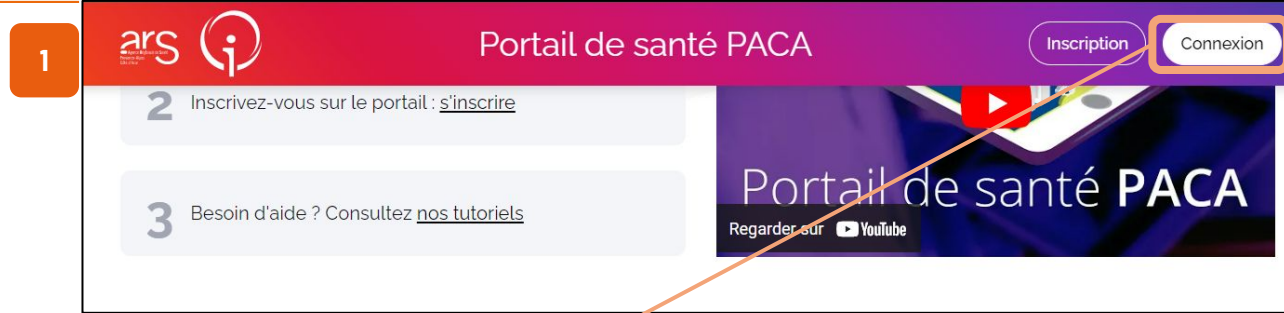 1
ars
Portail de santé PACA
Inscription
Connexion
2 Inscrivez-vous sur le portail : s'inscrire
3 Besoin d'aide ? Consultez nos tutoriels
Portail de santé PACA
Regarder sur YouTube